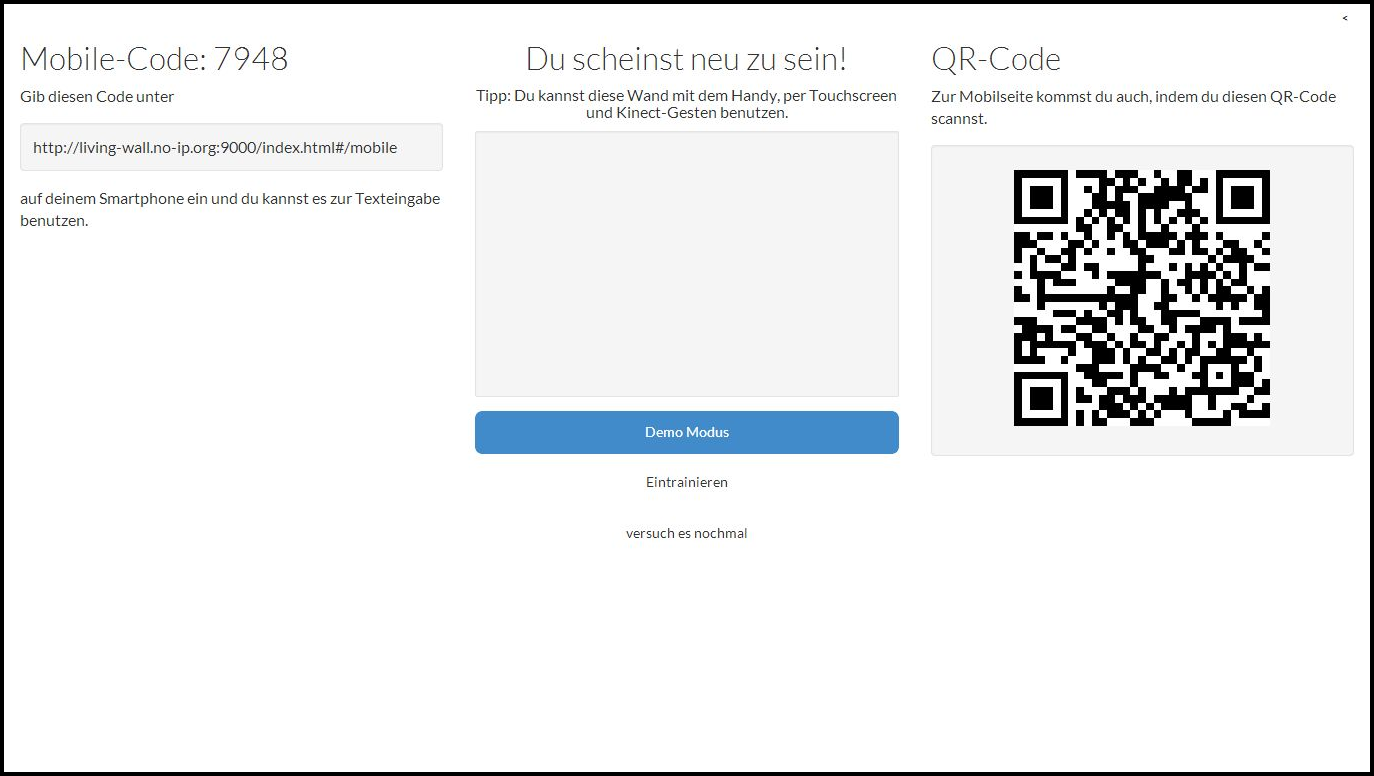 <
Mobile-Code: 7948
Gib diesen Code unter
http://living-wall.no-ip.org:9000/index.html#/mobile
auf deinem Smartphone ein und du kannst es zur Texteingabe
benutzen.
Du scheinst neu zu sein!
Tipp: Du kannst diese Wand mit dem Handy, per Touchscreen
und Kinect-Gesten benutzen.
Demo Modus
Eintrainieren
versuch es nochmal
QR-Code
Zur Mobilseite kommst du auch, indem du diesen QR-Code
scannst.